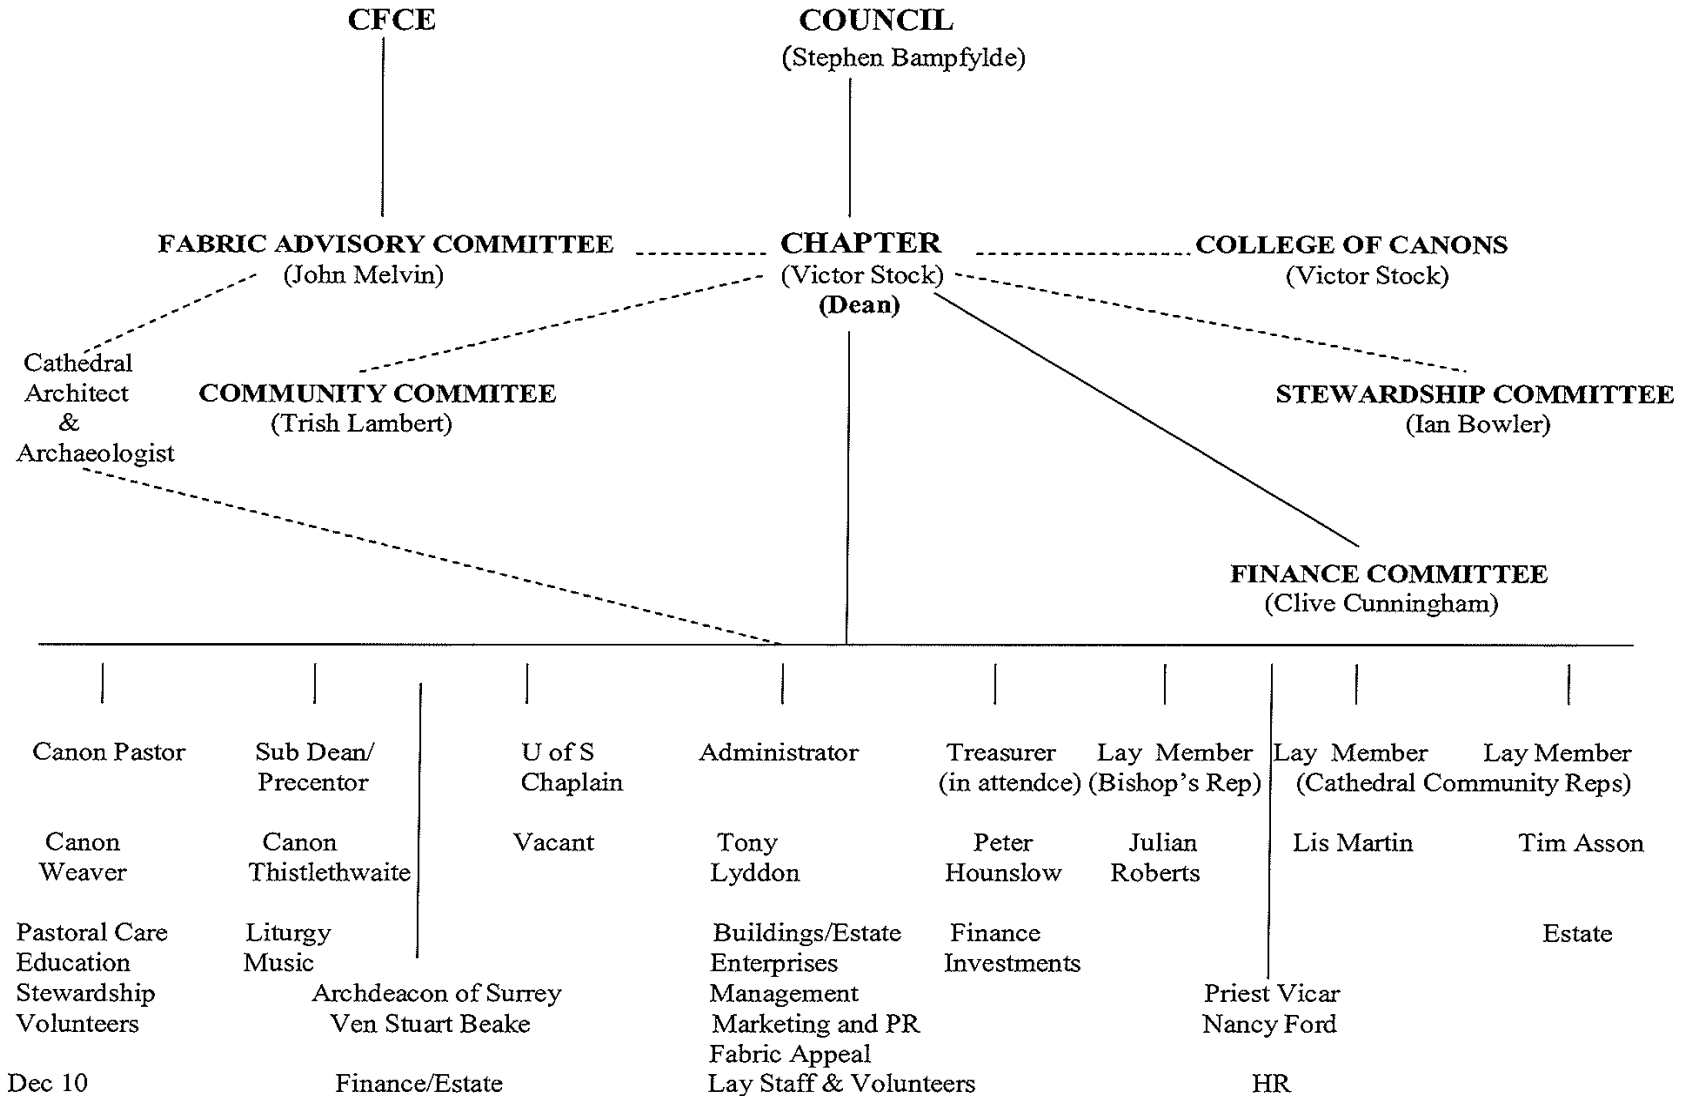 CFCE
COUNCIL
(Stephen Bampfylde)
FABRIC ADVISORY COMMITTEE
(John Melvin)
CHAPTER
(Victor Stock)
(Dean)
COLLEGE OF CANONS
(Victor Stock)
Cathedral
Architect
&
Archaeologist
COMMUNITY COMMITEE
(Trish Lambert)
STEWARDSHIP COMMITTEE
(Ian Bowler)
FINANCE COMMITTEE
(Clive Cunningham)
Canon Pastor
Canon
Weaver
Pastoral Care
Education
Stewardship
Volunteers
Sub Dean/
Precentor
Canon
Thistlethwaite
Liturgy
Music
Archdeacon of Surrey
Ven Stuart Beake
Finance/Estate
U of S
Chaplain
Vacant
Administrator
Tony
Lyddon
Buildings/Estate
Enterprises
Management
Marketing and PR
Fabric Appeal
Lay Staff & Volunteers
Treasurer
(in attendce)
Peter
Hounslow
Finance
Investments
Lay Member
(Bishop's Rep)
Julian
Roberts
Priest Vicar
Nancy Ford
HR
Lay Member
Lay Member
(Cathedral Community Reps)
Lis Martin
Tim Asson
Estate
Dec 10